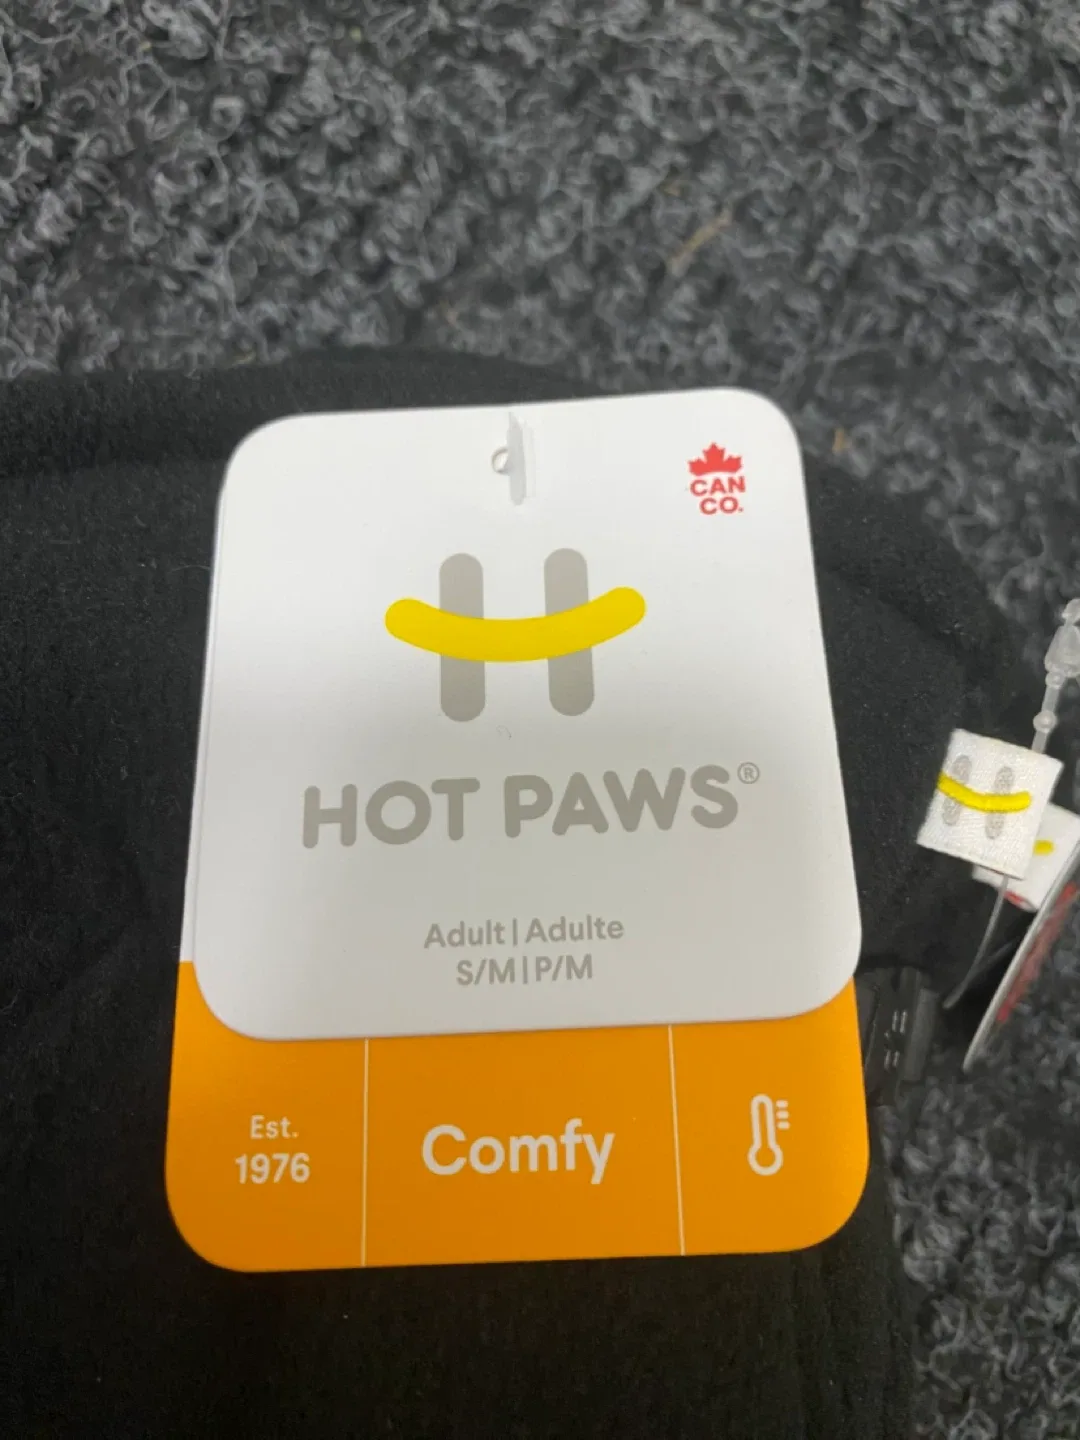 CAN
CO.
H
HOT PAWS®
Adult | Adulte
S/M | P/M
Est.
1976
Comfy
H